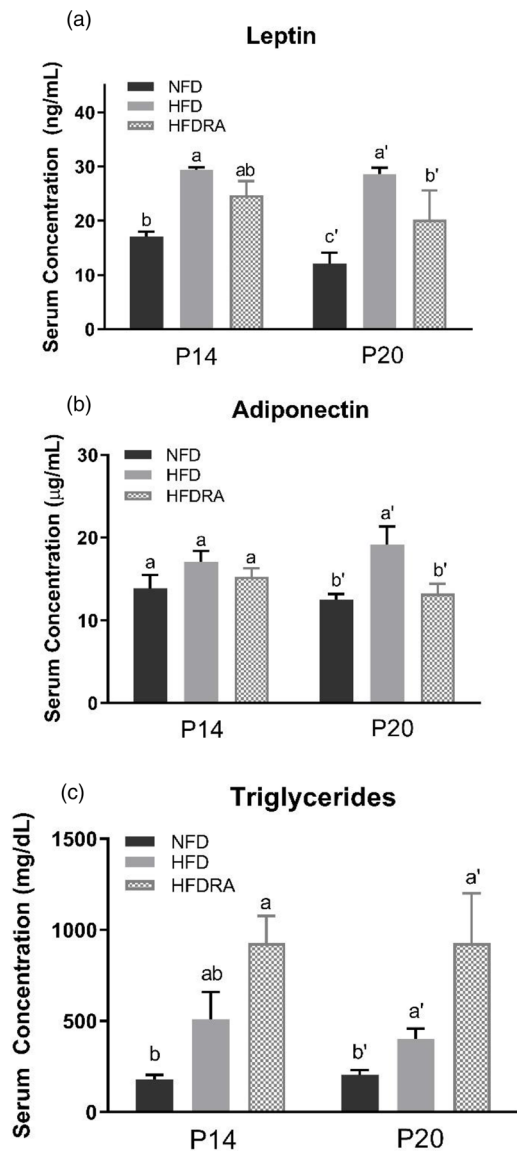 (a)
Leptin
Serum Concentration (ng/mL)
40
30
20
10
0
NFD
HFD
HFDRA
b
a
ab
c'
a'
b'
P14
P20
(b)
Adiponectin
Serum Concentration (μg/mL)
30
20
10
0
NFD
HFD
HFDRA
a
a
a
b'
a'
b'
P14
P20
(c)
Triglycerides
Serum Concentration (mg/dL)
1500
1000
500
0
NFD
HFD
HFDRA
b
ab
a
b'
a'
a'
P14
P20